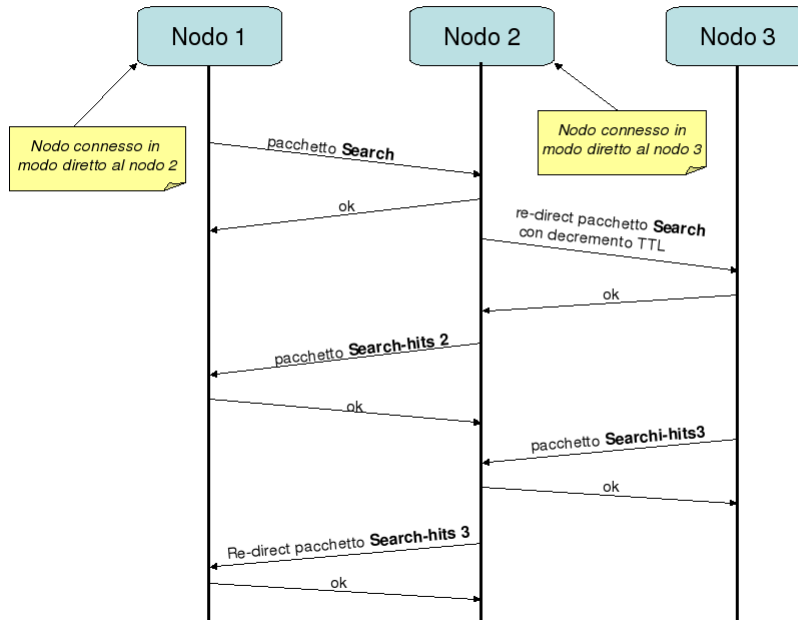 Nodo 1
Nodo 2
Nodo 3
Nodo connesso in
modo diretto al nodo 2
Nodo connesso in
modo diretto al nodo 3
pacchetto Search
ok
re-direct pacchetto Search
con decremento TTL
ok
pacchetto Search-hits 2
ok
pacchetto Searchi-hits3
ok
Re-direct pacchetto Search-hits 3
ok